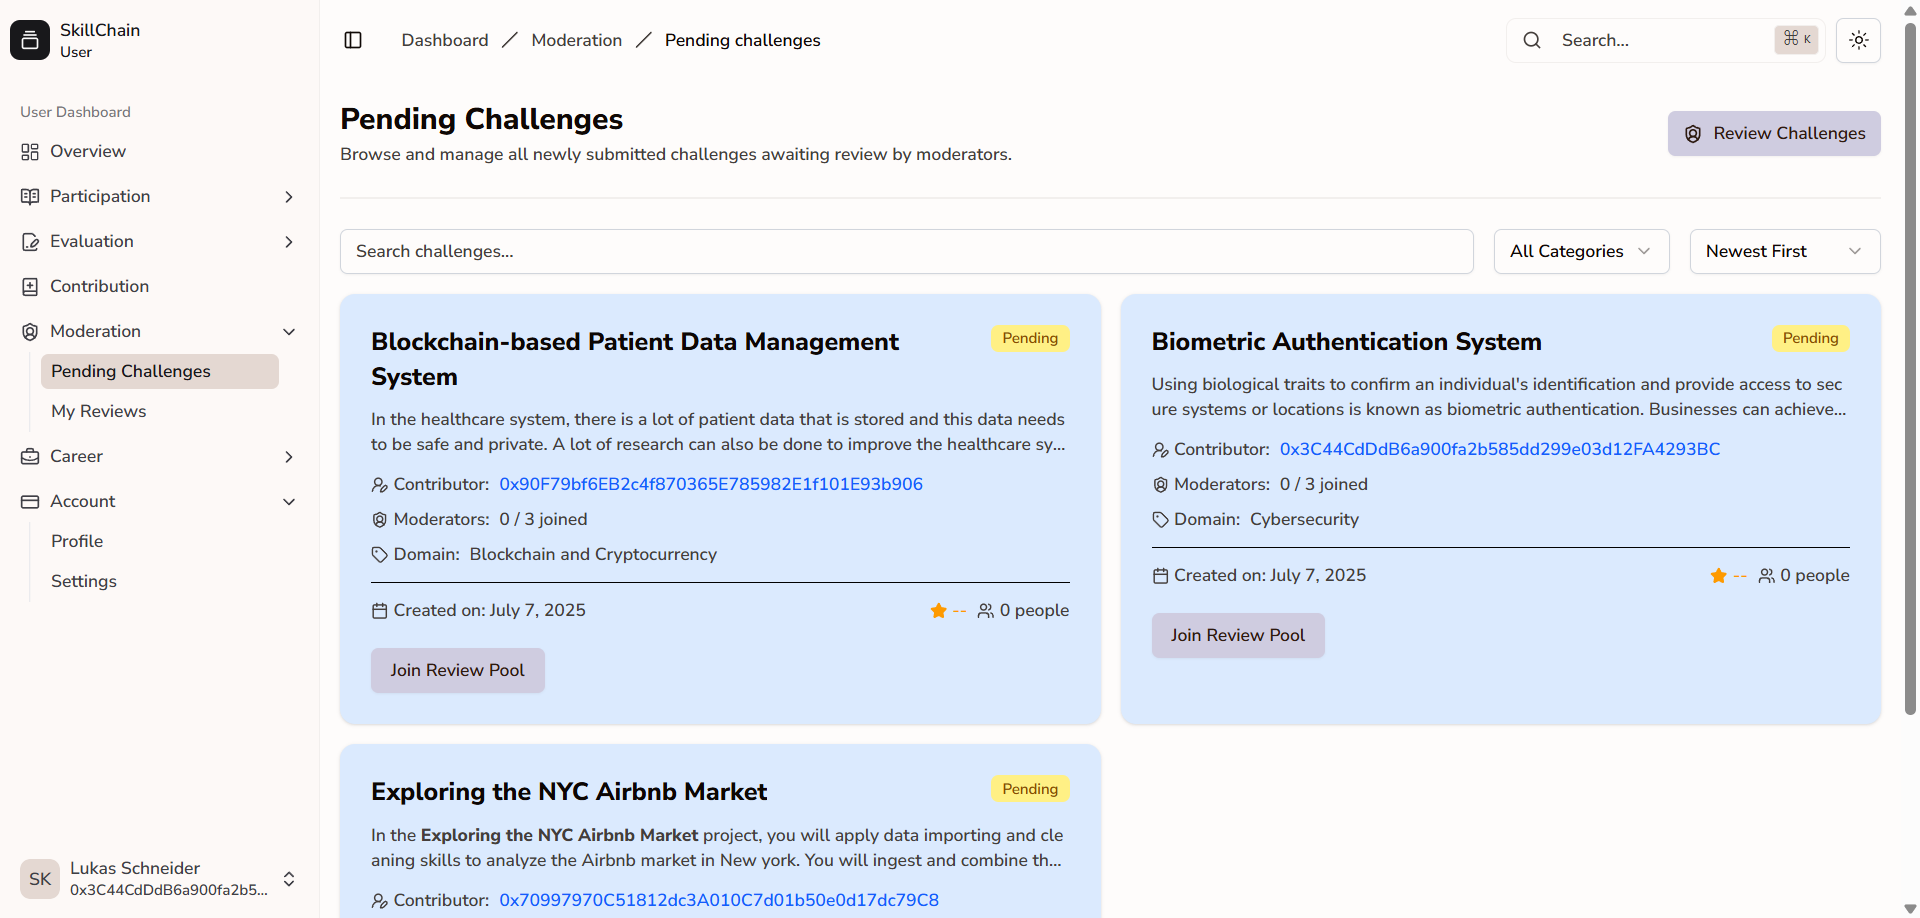 SkillChain
User
User Dashboard
Overview
Participation
Evaluation
Contribution
Moderation
Pending Challenges
My Reviews
Career
Account
Profile
Settings
SK
Lukas Schneider
0x3C44CdDdB6a900fa2b5...
Dashboard / Moderation / Pending challenges
Search...
⌘ K
Pending Challenges
Browse and manage all newly submitted challenges awaiting review by moderators.
Review Challenges
Search challenges...
All Categories
Newest First
Blockchain-based Patient Data Management
System
Pending
In the healthcare system, there is a lot of patient data that is stored and this data needs
to be safe and private. A lot of research can also be done to improve the healthcare sy...
Contributor: 0x90F79bf6EB2c4f870365E785982E1f101E93b906
Moderators: 0 / 3 joined
Domain: Blockchain and Cryptocurrency
Created on: July 7, 2025
-- 0 people
Join Review Pool
Biometric Authentication System
Pending
Using biological traits to confirm an individual's identification and provide access to sec
ure systems or locations is known as biometric authentication. Businesses can achieve...
Contributor: 0x3C44CdDdB6a900fa2b585dd299e03d12FA4293BC
Moderators: 0 / 3 joined
Domain: Cybersecurity
Created on: July 7, 2025
-- 0 people
Join Review Pool
Exploring the NYC Airbnb Market
Pending
In the Exploring the NYC Airbnb Market project, you will apply data importing and cle
aning skills to analyze the Airbnb market in New york. You will ingest and combine th...
Contributor: 0x70997970C51812dc3A010C7d01b50e0d17dc79C8